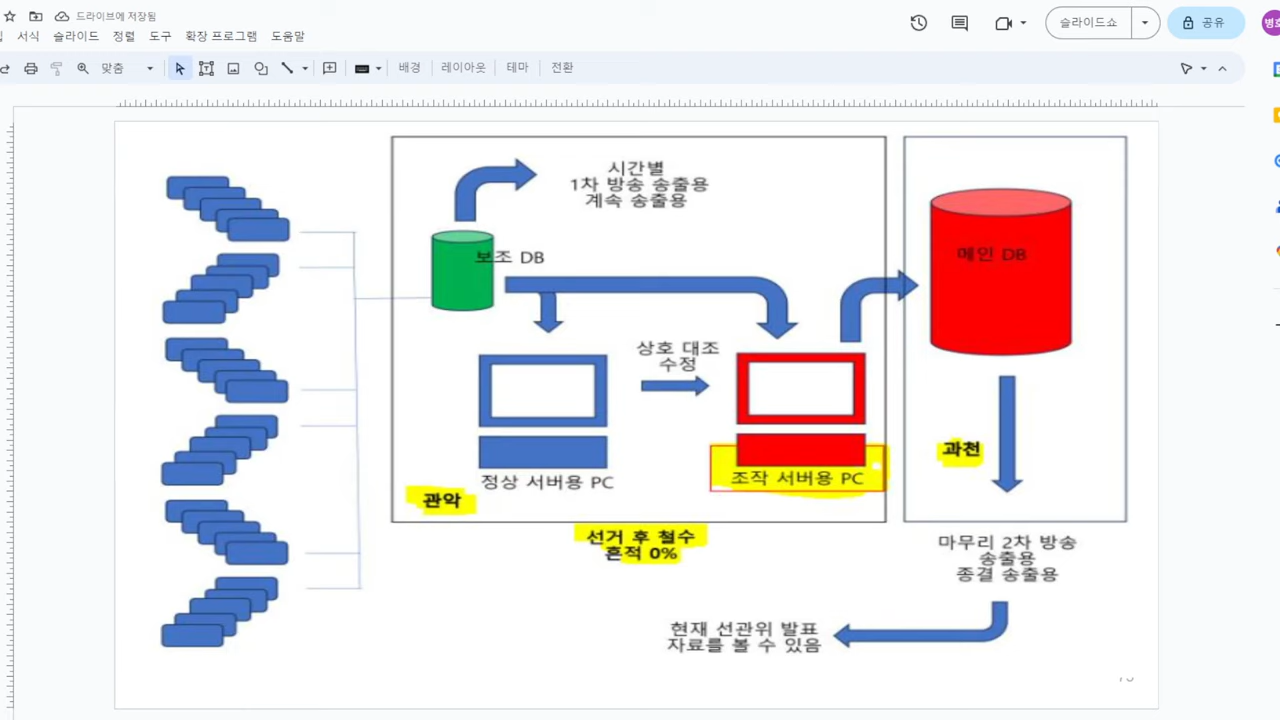 드라이브에 저장됨
서식 슬라이드 정렬 도구 확장 프로그램 도움말
슬라이드쇼
공유
맞춤
배경 레이아웃 테마 전환
시간별
1차 방송 송출용
계속 송출용
보조 DB
메인 DB
상호 대조
수정
정상 서버용 PC
조작 서버용 PC
관악
과천
선거 후 철수
흔적 0%
마무리 2차 방송
송출용
종결 송출용
현재 선관위 발표
자료를 볼 수 있음